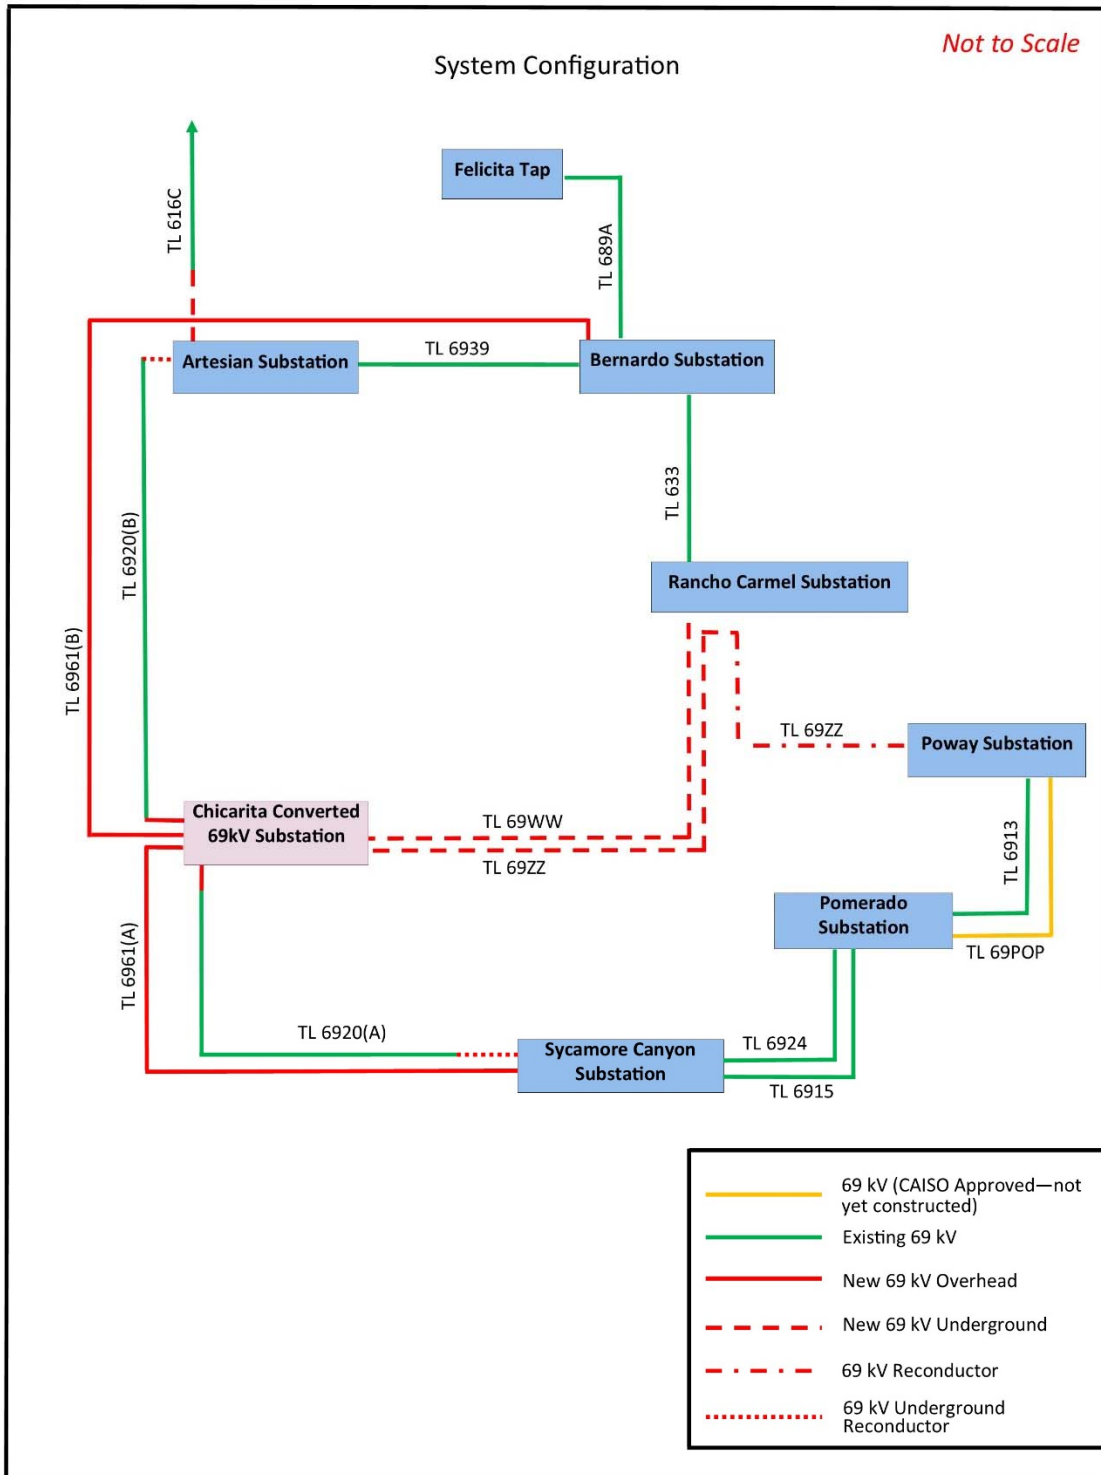 Not to Scale
System Configuration
TL 616C
Felicita Tap
TL 689A
Artesian Substation
TL 6939
Bernardo Substation
TL 633
TL 6920(B)
TL 6961(B)
Rancho Carmel Substation
TL 69ZZ
Poway Substation
Chicarita Converted
69kV Substation
TL 69WW
TL 69ZZ
TL 6913
Pomerado
Substation
TL 69POP
TL 6961(A)
TL 6920(A)
Sycamore Canyon
Substation
TL 6924
TL 6915
69 kV (CAISO Approved—not
yet constructed)
Existing 69 kV
New 69 kV Overhead
New 69 kV Underground
69 kV Reconductor
69 kV Underground
Reconductor